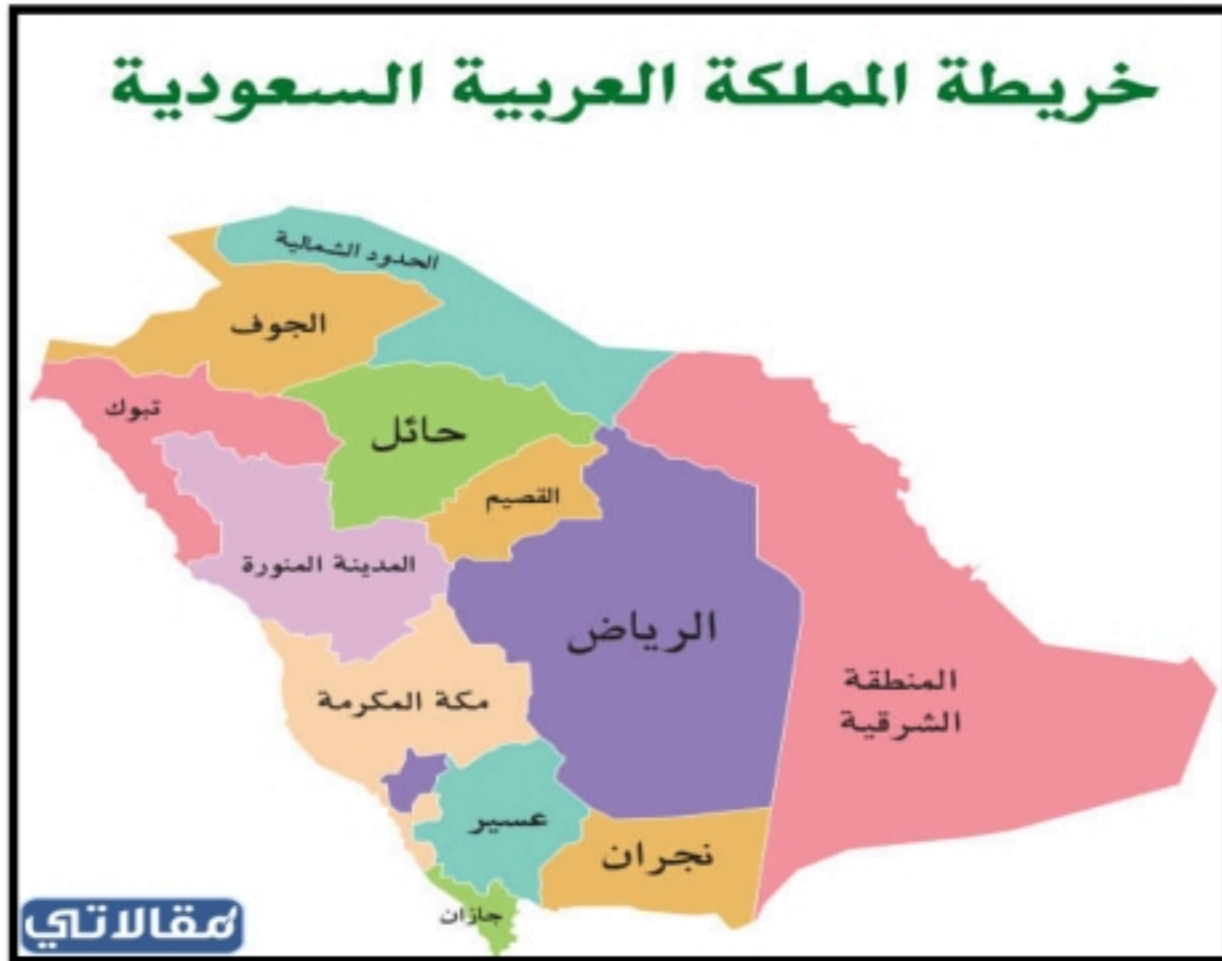 خريطة المملكة العربية السعودية
الحدود الشمالية
الجوف
تبوك
حائل
القصيم
المدينة المنورة
الرياض
المنطقة
الشرقية
مكة المكرمة
عسير
نجران
جازان
مقالاتي